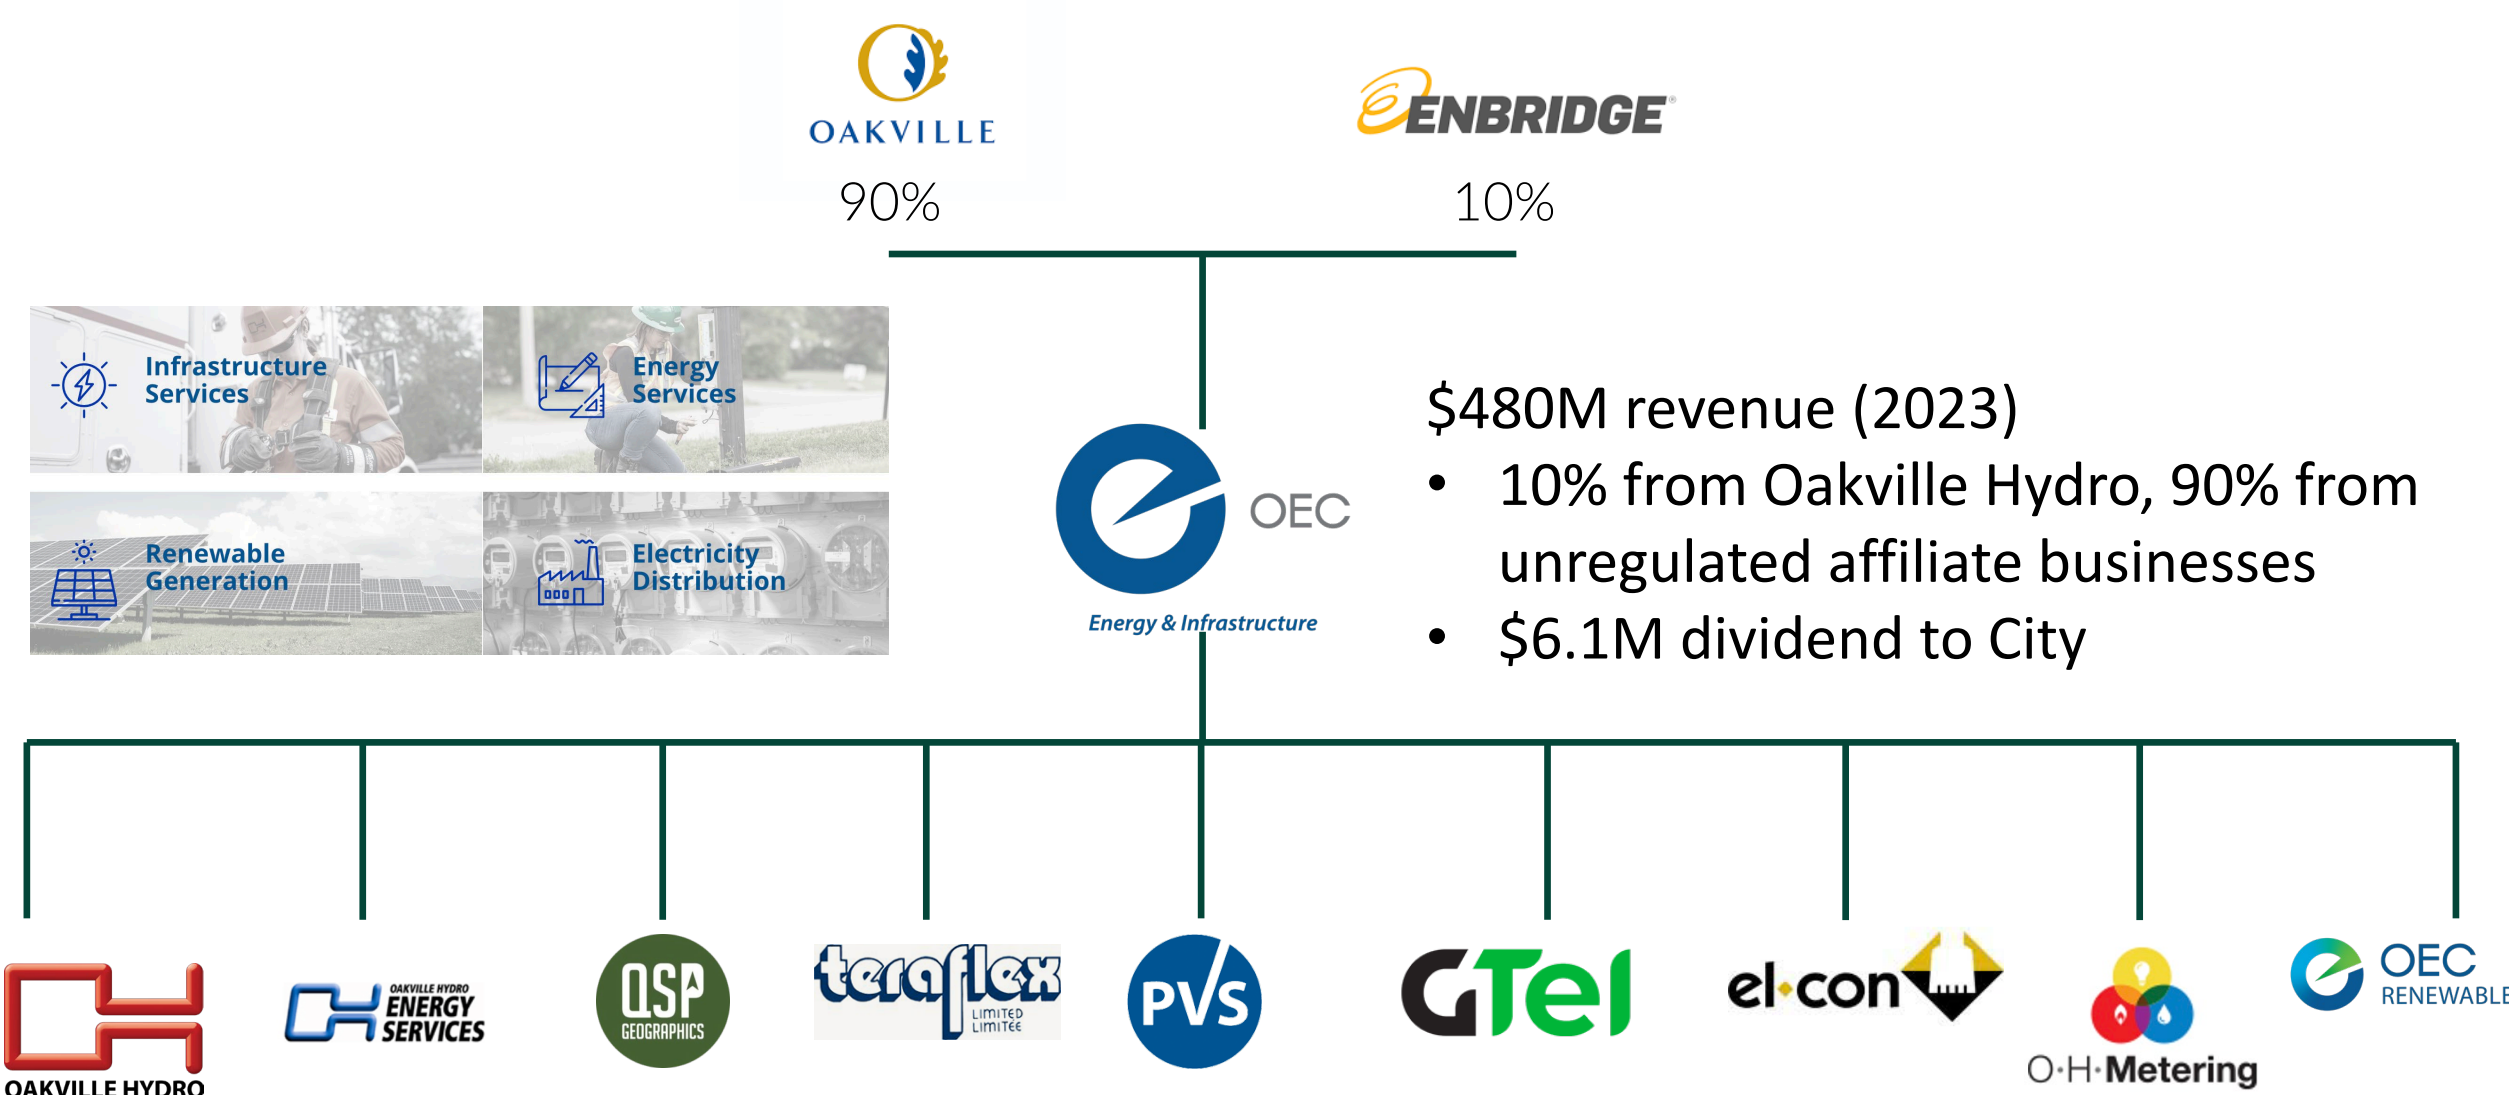 OAKVILLE
ENBRIDGE
90%
10%
Infrastructure
Services
Energy
Services
Renewable
Generation
Electricity
Distribution
OEC
Energy & Infrastructure
$480M revenue (2023)
• 10% from Oakville Hydro, 90% from
unregulated affiliate businesses
• $6.1M dividend to City
OAKVILLE HYDRO
OAKVILLE HYDRO
ENERGY
SERVICES
QSP
GEOGRAPHICS
teraflex
LIMITED
LIMITÉE
PVS
GTel
el•con
O•H•Metering
OEC
RENEWABLE